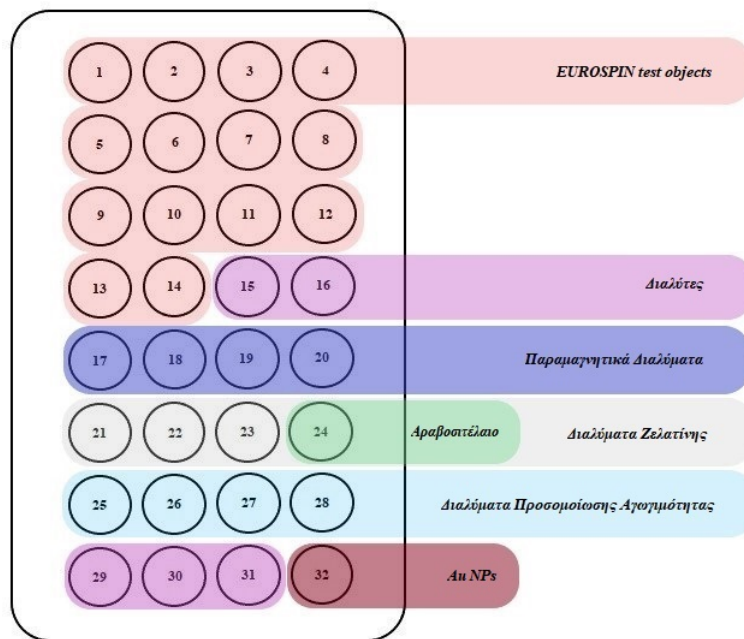 1 2 3 4 EUROSPIN test objects
5 6 7 8
9 10 11 12
13 14 15 16 Διαλύτες
17 18 19 20 Παραμαγνητικά Διαλύματα
21 22 23 24 Αραβοσιτέλαιο Διαλύματα Ζελατίνης
25 26 27 28 Διαλύματα Προσομοίωσης Αγωγιμότητας
29 30 31 32 Au NPs